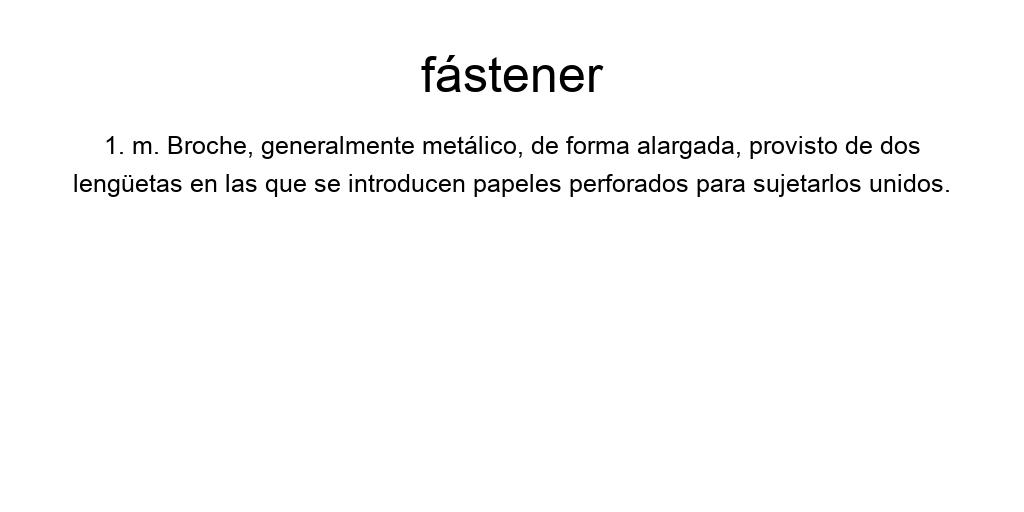 fástener
1. m. Broche, generalmente metálico, de forma alargada, provisto de dos
lengüetas en las que se introducen papeles perforados para sujetarlos unidos.